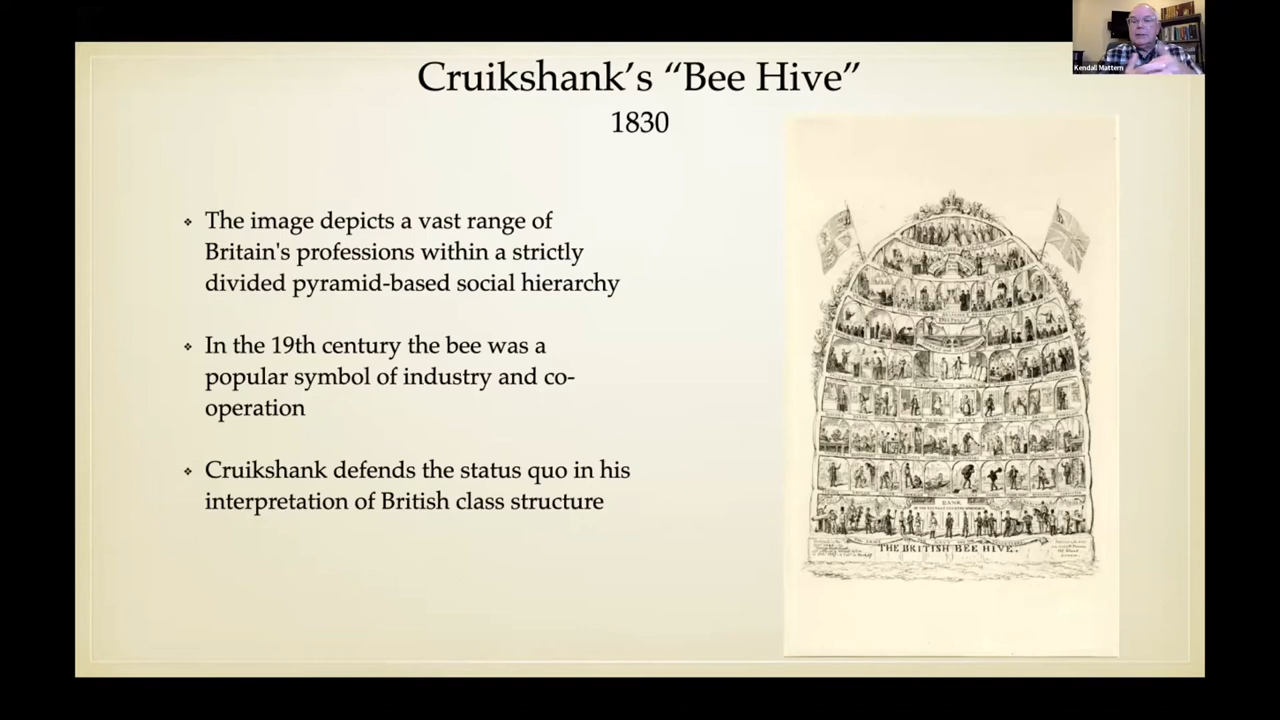 Cruikshank's “Bee Hive”
1830
Kendall Mattern
❖ The image depicts a vast range of
Britain's professions within a strictly
divided pyramid-based social hierarchy
❖ In the 19th century the bee was a
popular symbol of industry and co-
operation
❖ Cruikshank defends the status quo in his
interpretation of British class structure
BANK
THE BRITISH BEE HIVE.